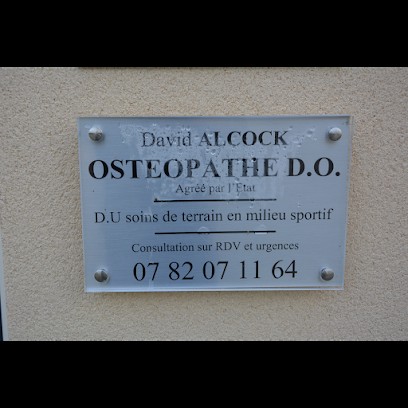 David ALCOCK
OSTEOPATHE D.O.
Agréé par l'Etat
D.U soins de terrain en milieu sportif
Consultation sur RDV et urgences
07 82 07 11 64